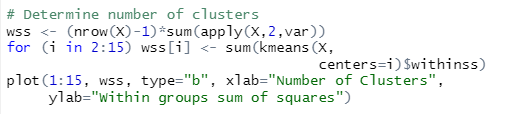 # Determine number of clusters
wss <- (nrow(X)-1)*sum(apply(X,2,var))
for (i in 2:15) wss[i] <- sum(kmeans(X,
centers=i)$withinss)
plot(1:15, wss, type="b", xlab="Number of Clusters",
ylab="Within groups sum of squares")